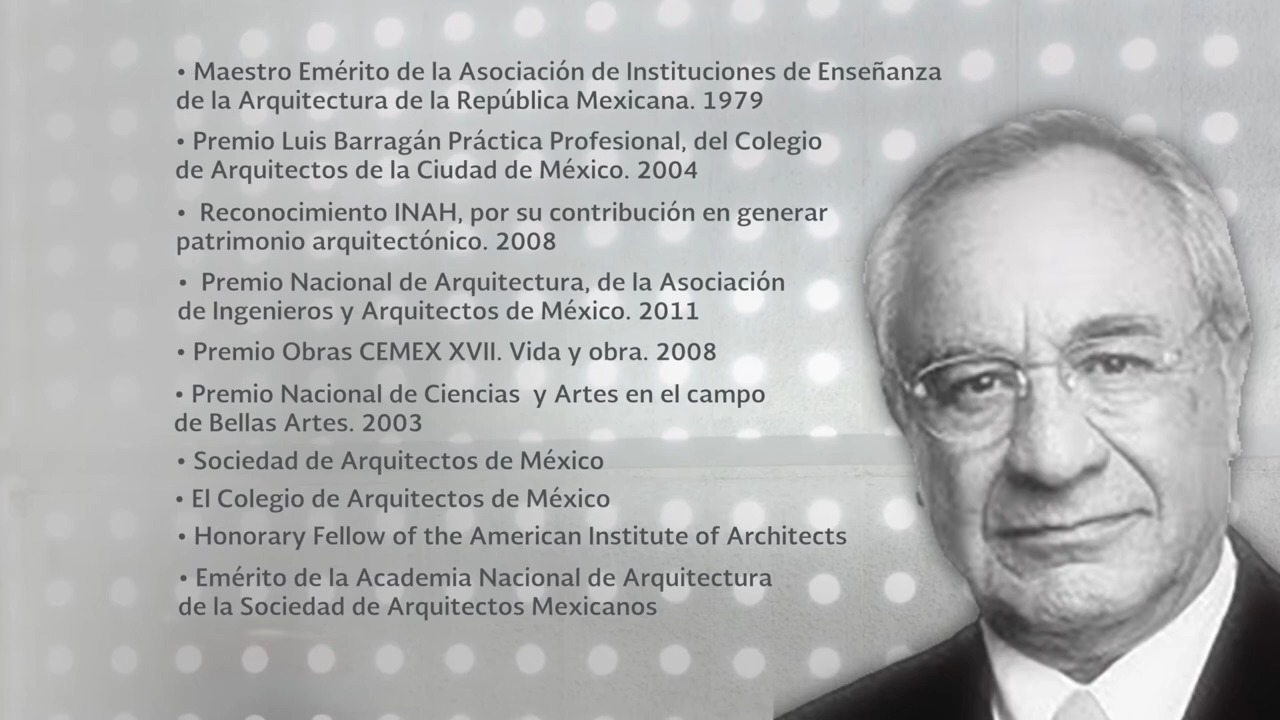 • Maestro Emérito de la Asociación de Instituciones de Enseñanza
de la Arquitectura de la República Mexicana. 1979
• Premio Luis Barragán Práctica Profesional, del Colegio
de Arquitectos de la Ciudad de México. 2004
• Reconocimiento INAH, por su contribución en generar
patrimonio arquitectónico. 2008
• Premio Nacional de Arquitectura, de la Asociación
de Ingenieros y Arquitectos de México. 2011
• Premio Obras CEMEX XVII. Vida y obra. 2008
• Premio Nacional de Ciencias y Artes en el campo
de Bellas Artes. 2003
• Sociedad de Arquitectos de México
• El Colegio de Arquitectos de México
• Honorary Fellow of the American Institute of Architects
• Emérito de la Academia Nacional de Arquitectura
de la Sociedad de Arquitectos Mexicanos